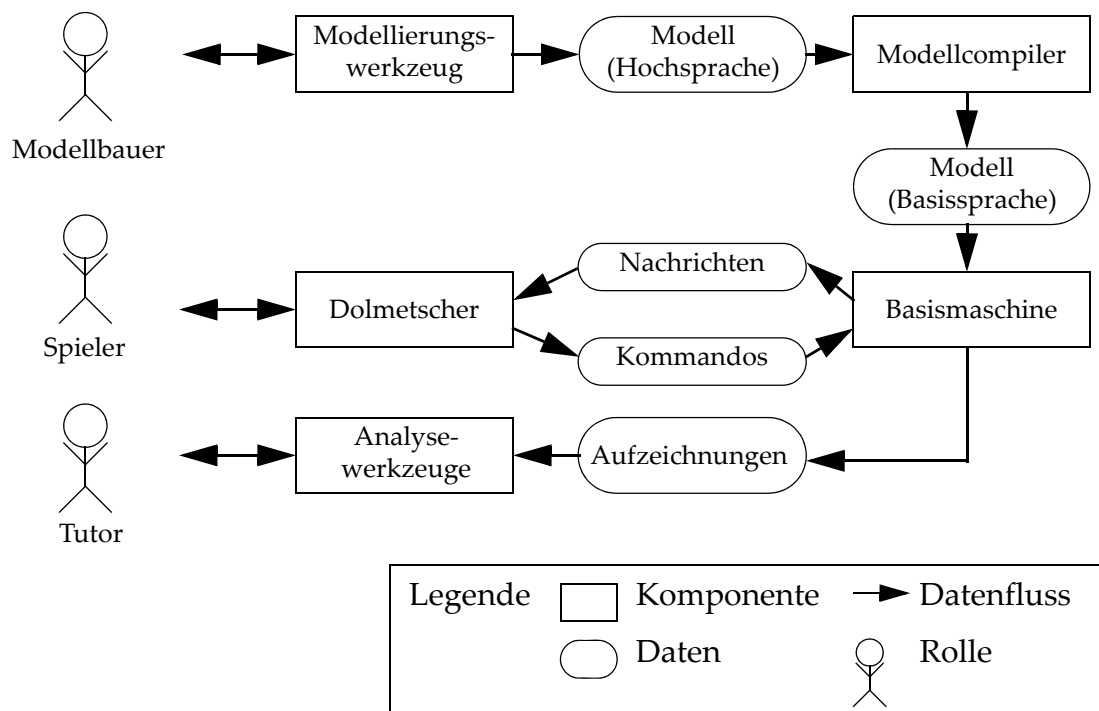 Modellierungs-
werkzeug
Modell
(Hochsprache)
Modellcompiler
Modellbauer
Modell
(Basissprache)
Nachrichten
Dolmetscher
Basismaschine
Spieler
Kommandos
Analyse-
werkzeuge
Aufzeichnungen
Tutor
Legende
Komponente
Datenfluss
Daten
Rolle